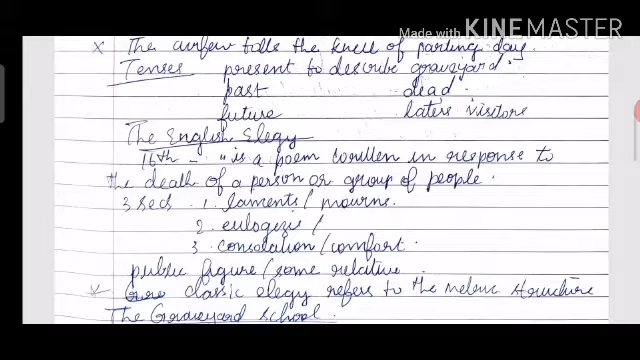 Made with KINEMASTER
x The curfew tolls the knell of parting day.
Tenses present to describe graveyard.
past dead.
future later visitors
The English Elegy
16th - " is a poem written in response to
the death of a person or group of people.
3 secs . 1. laments / mourns.
2. eulogizis /
3. consolation / comfort.
public figure / some relative
classic elegy refers to the structure
The Graveyard School.